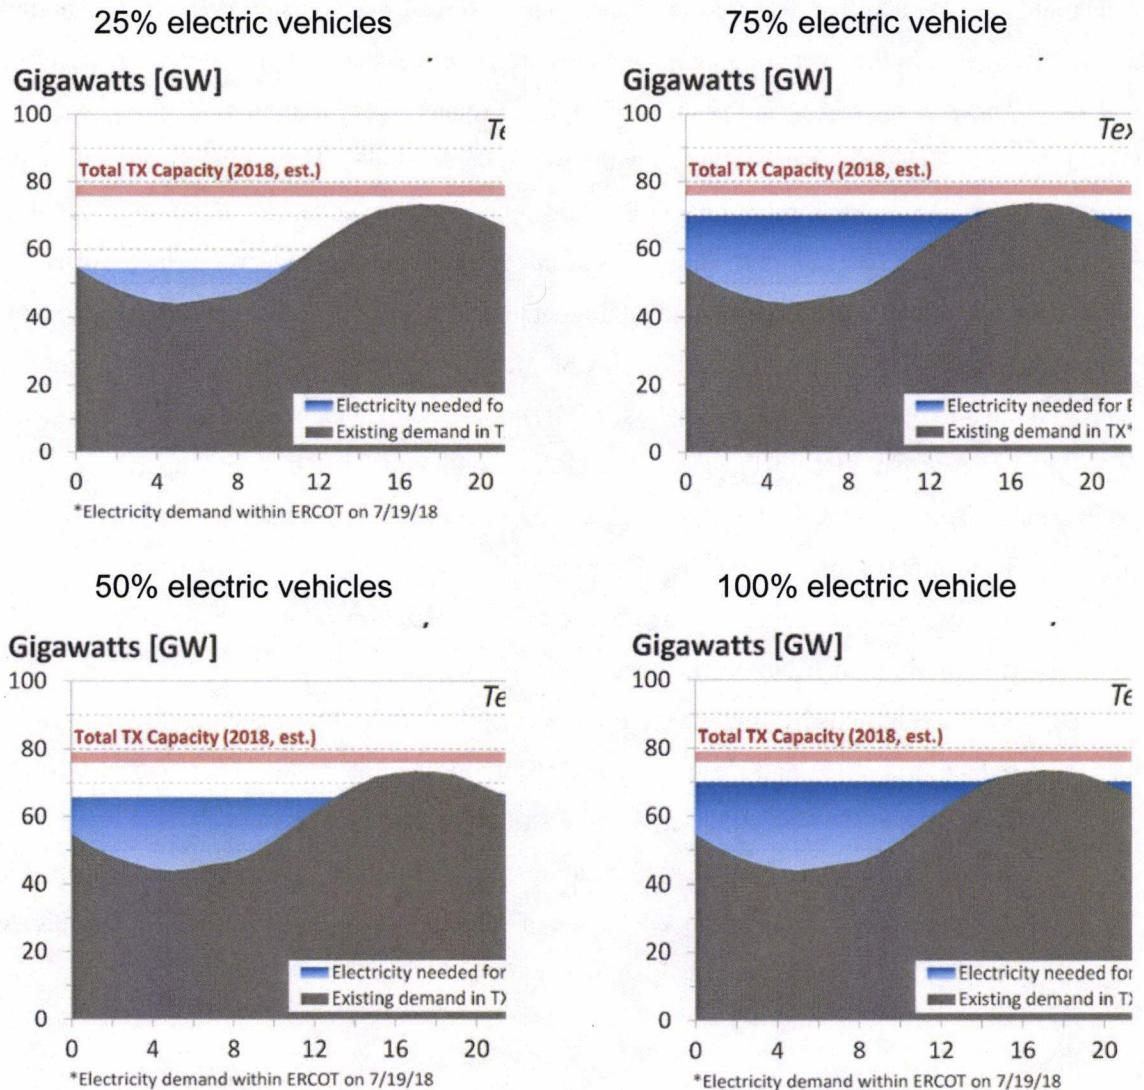 25% electric vehicles
Gigawatts [GW]
100
Te
Total TX Capacity (2018, est.)
80
60
40
20
Electricity needed fo
Existing demand in T
0
0 4 8 12 16 20
*Electricity demand within ERCOT on 7/19/18
75% electric vehicle
Gigawatts [GW]
100
Tex
Total TX Capacity (2018, est.)
80
60
40
20
Electricity needed for E
Existing demand in TX*
0
0 4 8 12 16 20
50% electric vehicles
Gigawatts [GW]
100
Te
Total TX Capacity (2018, est.)
80
60
40
20
Electricity needed for
Existing demand in TX
0
0 4 8 12 16 20
*Electricity demand within ERCOT on 7/19/18
100% electric vehicle
Gigawatts [GW]
100
Te
Total TX Capacity (2018, est.)
80
60
40
20
Electricity needed for
Existing demand in TX
0
0 4 8 12 16 20
*Electricity demand within ERCOT on 7/19/18